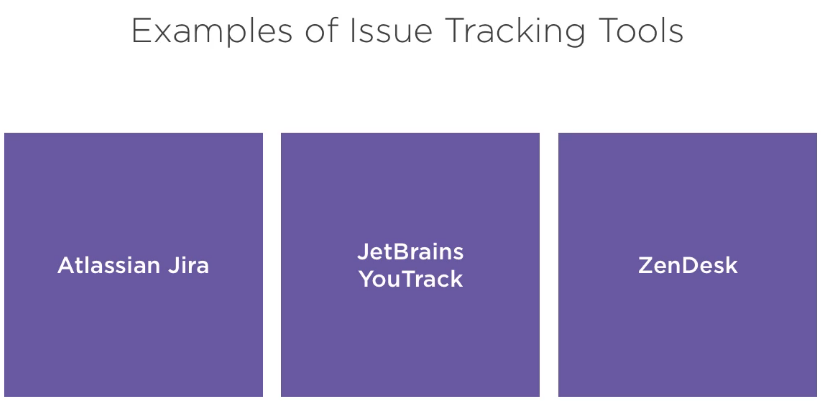 Examples of Issue Tracking Tools
Atlassian Jira
JetBrains
YouTrack
ZenDesk